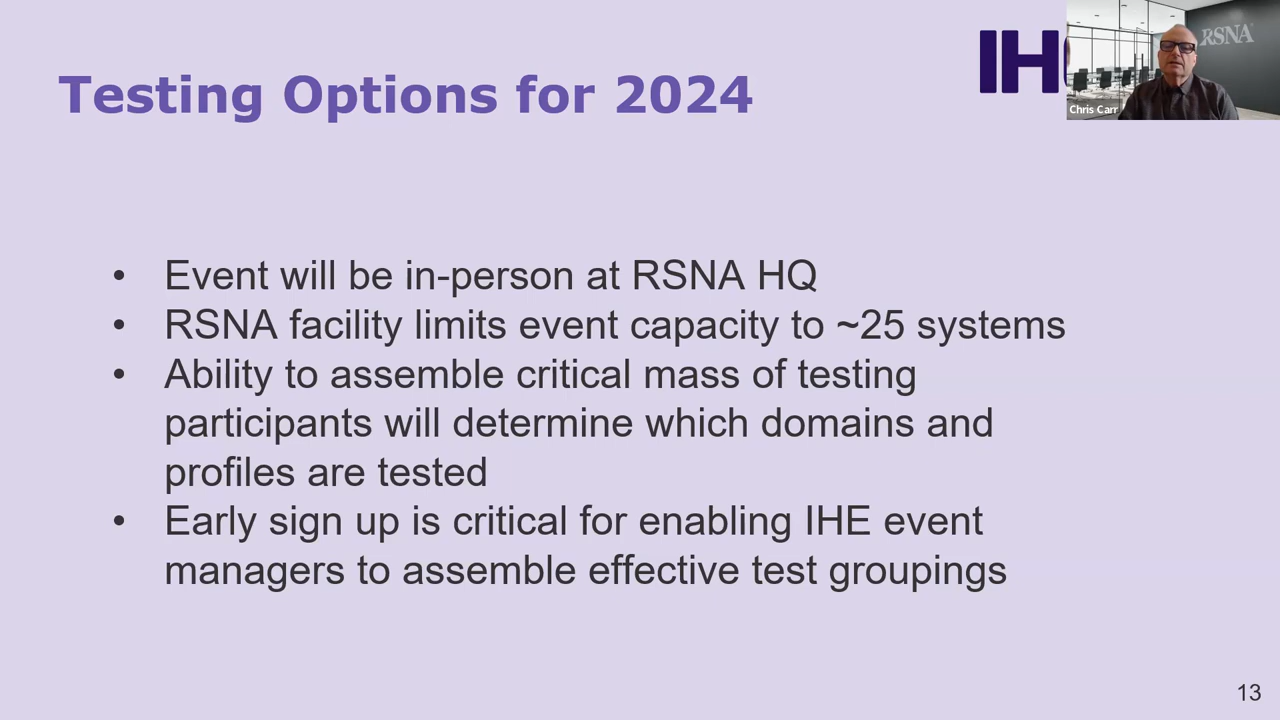 Testing Options for 2024
IH
RSNA
Chris Carr
• Event will be in-person at RSNA HQ
• RSNA facility limits event capacity to ~25 systems
• Ability to assemble critical mass of testing
participants will determine which domains and
profiles are tested
• Early sign up is critical for enabling IHE event
managers to assemble effective test groupings
13